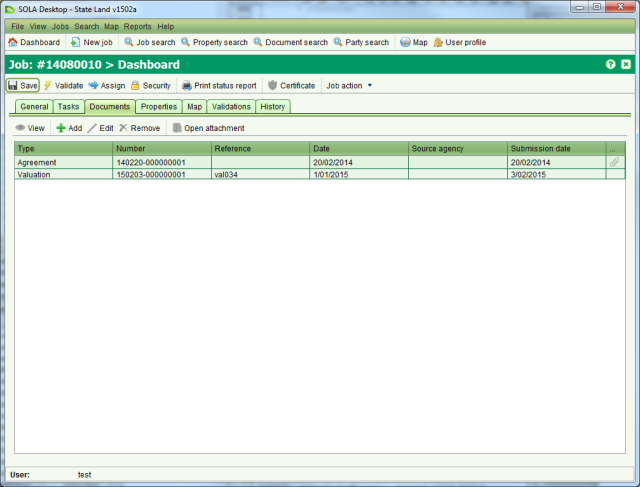 SOLA Desktop - State Land v1502a
File View Jobs Search Map Reports Help
Dashboard New job Job search Property search Document search Party search Map User profile
Job: #14080010 > Dashboard
Save Validate Assign Security Print status report Certificate Job action
General Tasks Documents Properties Map Validations History
View Add Edit Remove Open attachment
Type Number Reference Date Source agency Submission date ...
Agreement 140220-000000001 20/02/2014 20/02/2014
Valuation 150203-000000001 val034 1/01/2015 3/02/2015
User: test